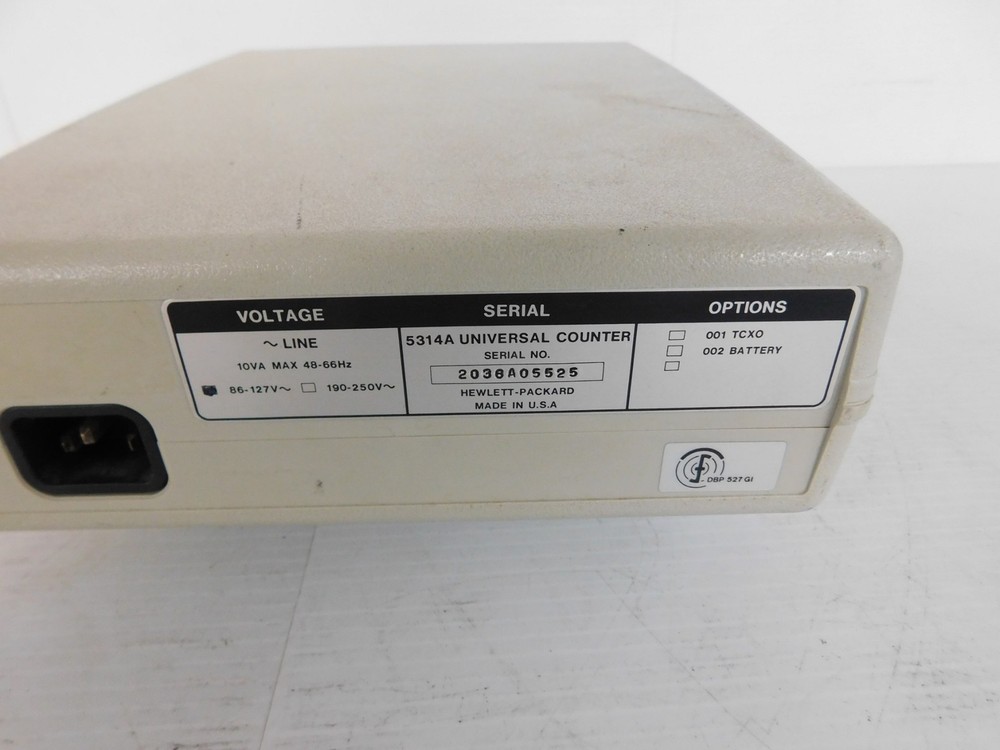 VOLTAGE
~ LINE
10VA MAX 48-66Hz
86-127V~ 190-250V~
SERIAL
5314A UNIVERSAL COUNTER
SERIAL NO.
2036A05525
HEWLETT-PACKARD
MADE IN U.S.A
OPTIONS
001 TCXO
002 BATTERY
DBP 527 GI